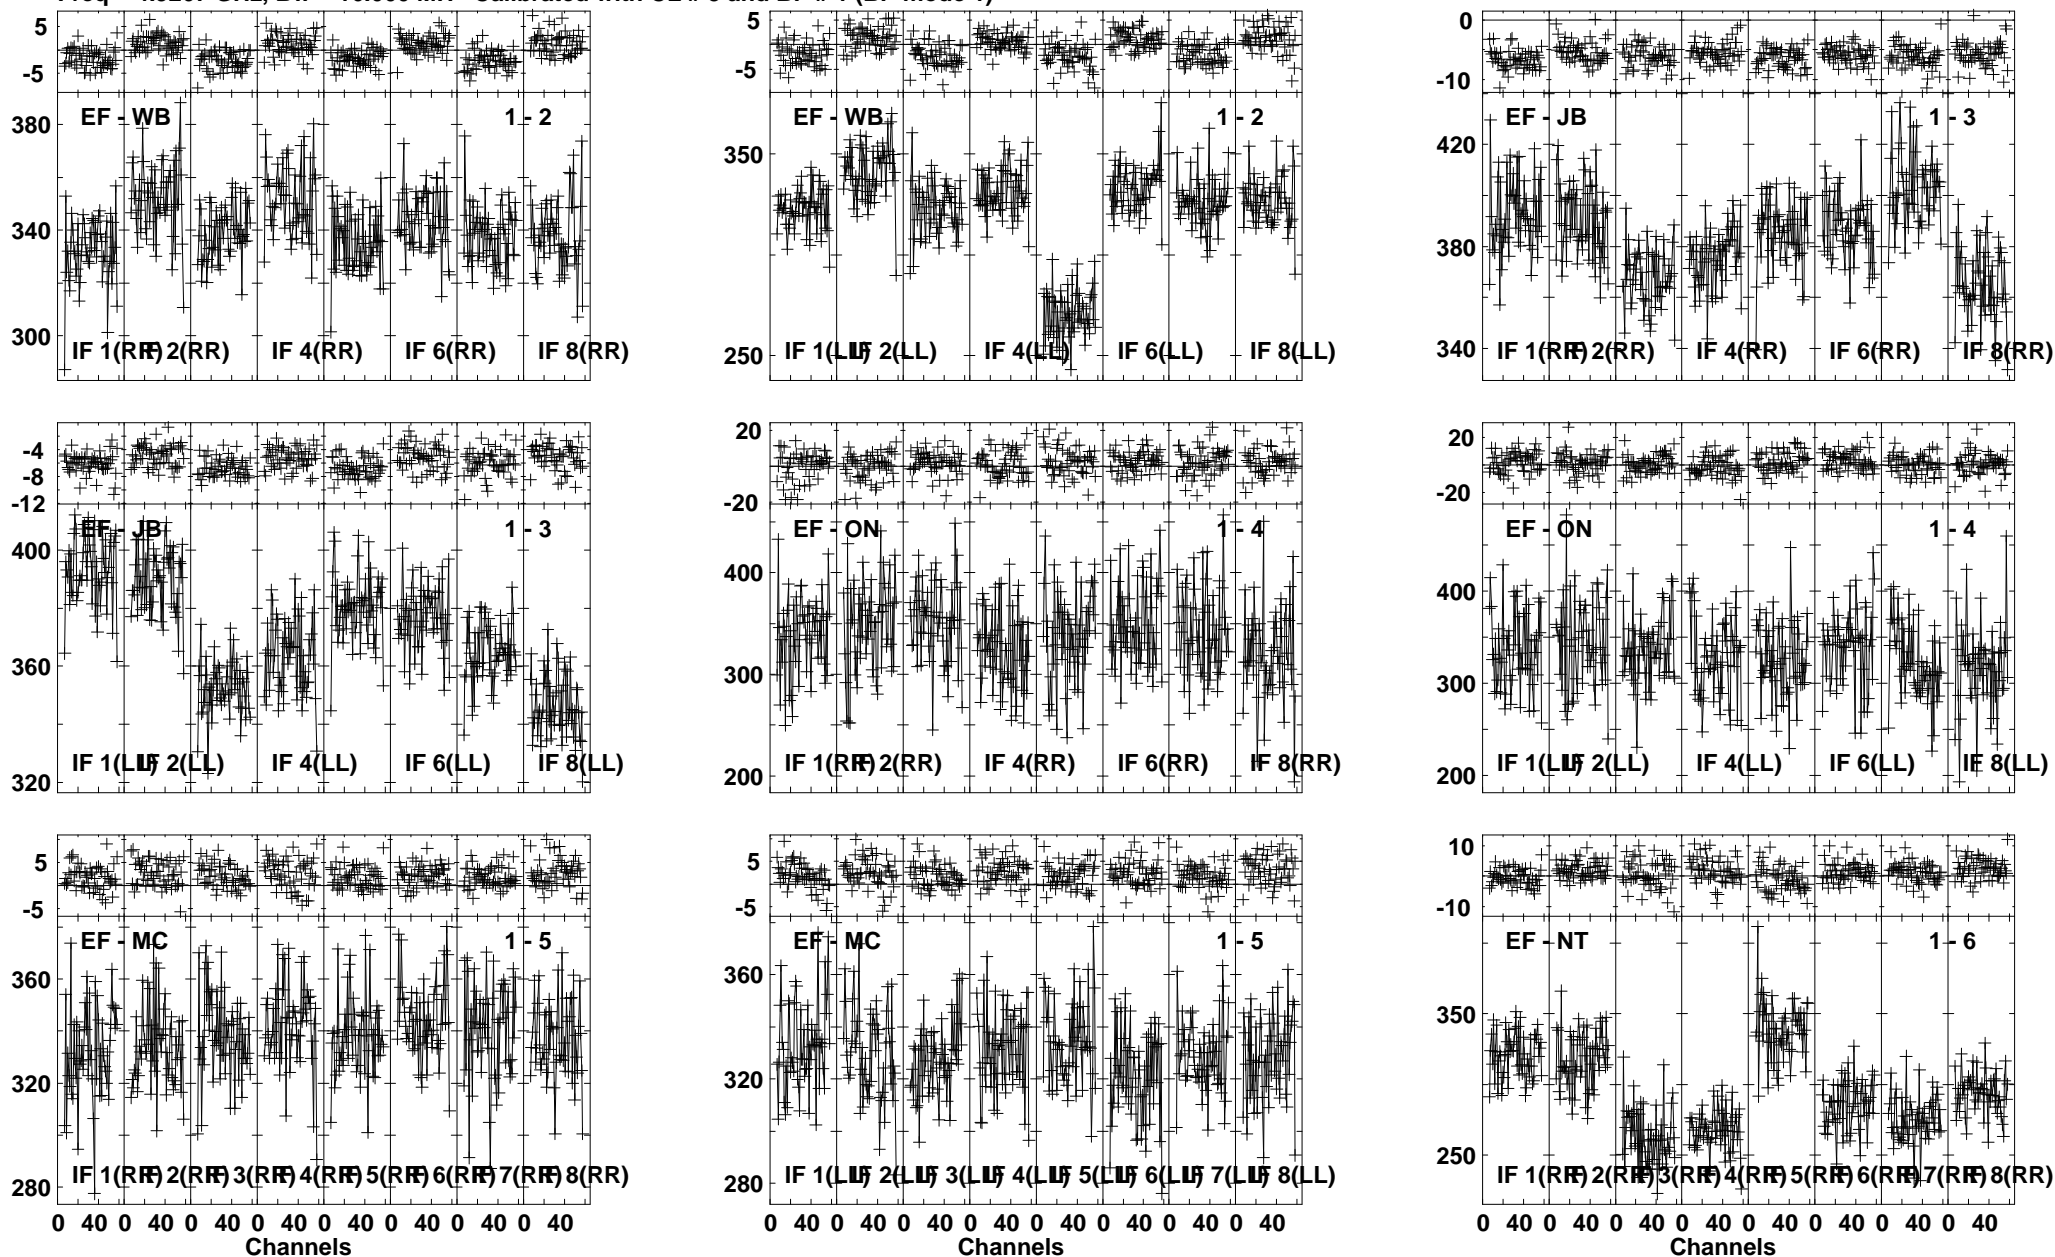 Calibrated with CL # and BP # 1 (BP mode 1)
5
-5
EF - WB 1 - 2
380
340
300
IF 1(RR) IF 2(RR) IF 4(RR) IF 6(RR) IF 8(RR)
5
-5
EF - WB 1 - 2
350
250
IF 1(LL) IF 2(LL) IF 4(LL) IF 6(LL) IF 8(LL)
0
-10
EF - JB 1 - 3
420
380
340
IF 1(RR) IF 2(RR) IF 4(RR) IF 6(RR) IF 8(RR)
-4
-8
-12
EF - JB 1 - 3
400
360
320
IF 1(LL) IF 2(LL) IF 4(LL) IF 6(LL) IF 8(LL)
20
-20
EF - ON 1 - 4
400
300
200
IF 1(RR) IF 2(RR) IF 4(RR) IF 6(RR) IF 8(RR)
20
-20
EF - ON 1 - 4
400
300
200
IF 1(LL) IF 2(LL) IF 4(LL) IF 6(LL) IF 8(LL)
5
-5
EF - MC 1 - 5
360
320
280
IF 1(RR) IF 2(RR) IF 3(RR) IF 4(RR) IF 5(RR) IF 6(RR) IF 7(RR) IF 8(RR)
0 40 0 40 0 40 0 40 0 40 0 40 0 40 0 40
Channels
5
-5
EF - MC 1 - 5
360
320
280
IF 1(LL) IF 2(LL) IF 3(LL) IF 4(LL) IF 5(LL) IF 6(LL) IF 7(LL) IF 8(LL)
0 40 0 40 0 40 0 40 0 40 0 40 0 40 0 40
Channels
10
-10
EF - NT 1 - 6
350
250
IF 1(RR) IF 2(RR) IF 3(RR) IF 4(RR) IF 5(RR) IF 6(RR) IF 7(RR) IF 8(RR)
0 40 0 40 0 40 0 40 0 40 0 40 0 40 0 40
Channels